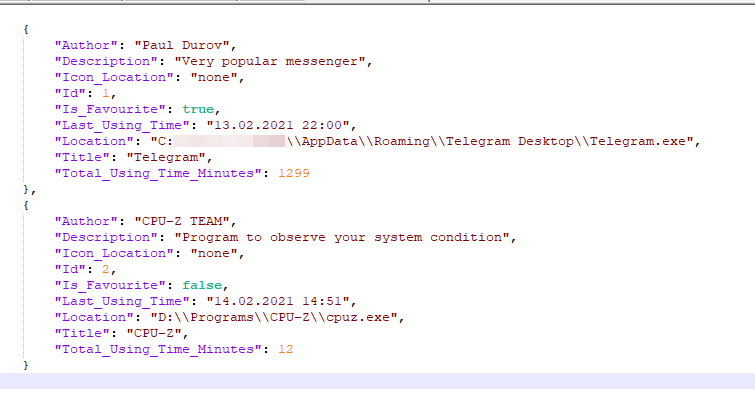 {
"Author": "Paul Durov",
"Description": "Very popular messenger",
"Icon_Location": "none",
"Id": 1,
"Is_Favourite": true,
"Last_Using_Time": "13.02.2021 22:00",
"Location": "C:\\AppData\\Roaming\\Telegram Desktop\\Telegram.exe",
"Title": "Telegram",
"Total_Using_Time_Minutes": 1299
},
{
"Author": "CPU-Z TEAM",
"Description": "Program to observe your system condition",
"Icon_Location": "none",
"Id": 2,
"Is_Favourite": false,
"Last_Using_Time": "14.02.2021 14:51",
"Location": "D:\\Programs\\CPU-Z\\cpuz.exe",
"Title": "CPU-Z",
"Total_Using_Time_Minutes": 12
}